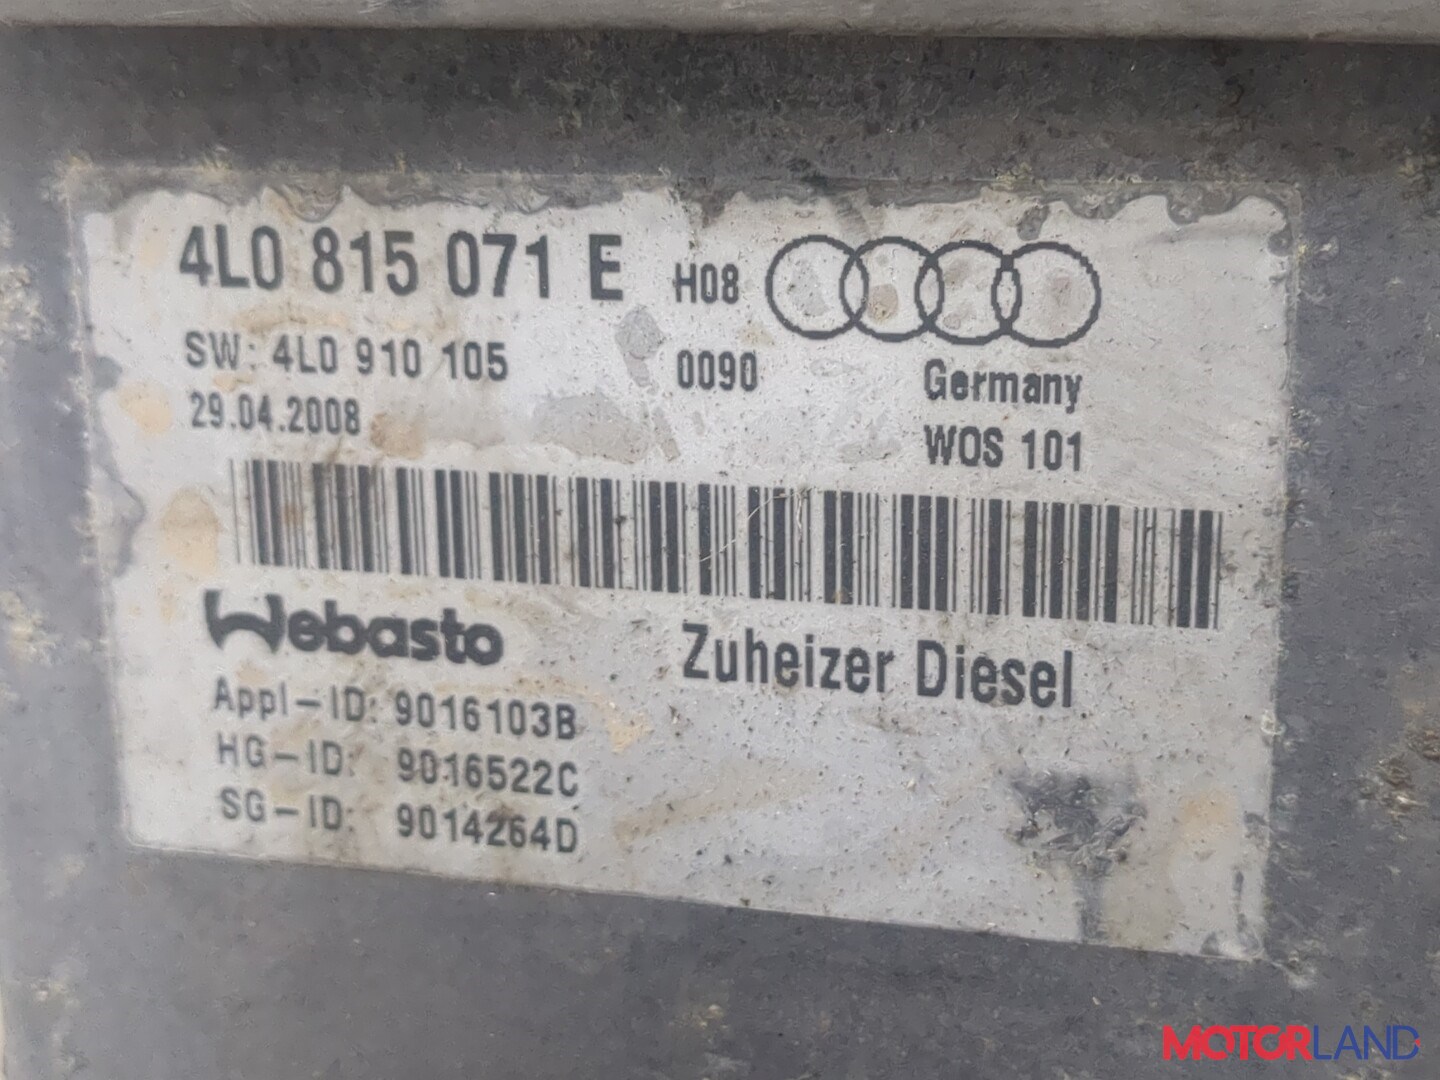 4L0 815 071 E H08
SW: 4L0 910 105 0090 Germany
29.04.2008 WOS 101
Webasto Zuheizer Diesel
Appl-ID: 9016103B
HG-ID: 9016522C
SG-ID: 9014264D
MOTORLAND